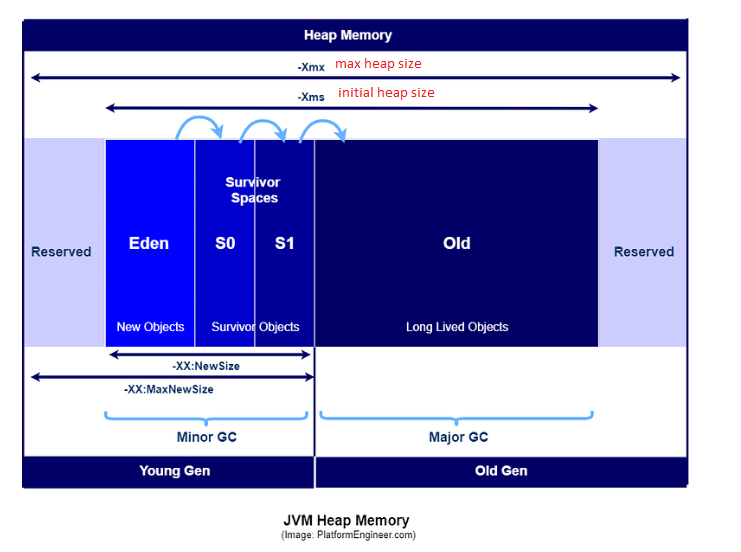 Heap Memory
-Xmx max heap size
-Xms initial heap size
Survivor
Spaces
Reserved Eden S0 S1 Old Reserved
New Objects Survivor Objects Long Lived Objects
-XX:NewSize
-XX:MaxNewSize
Minor GC Major GC
Young Gen Old Gen
JVM Heap Memory
(Image: PlatformEngineer.com)